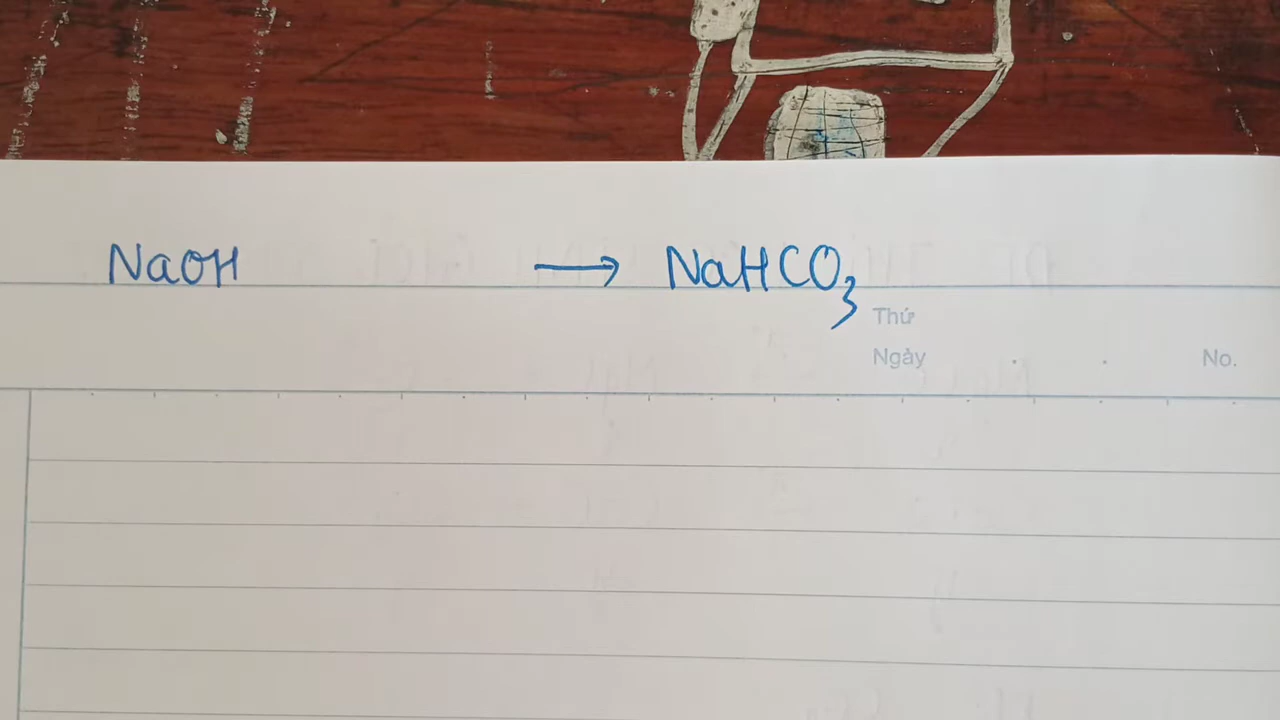 NaOH → NaHCO₃
Thứ
Ngày . . No.